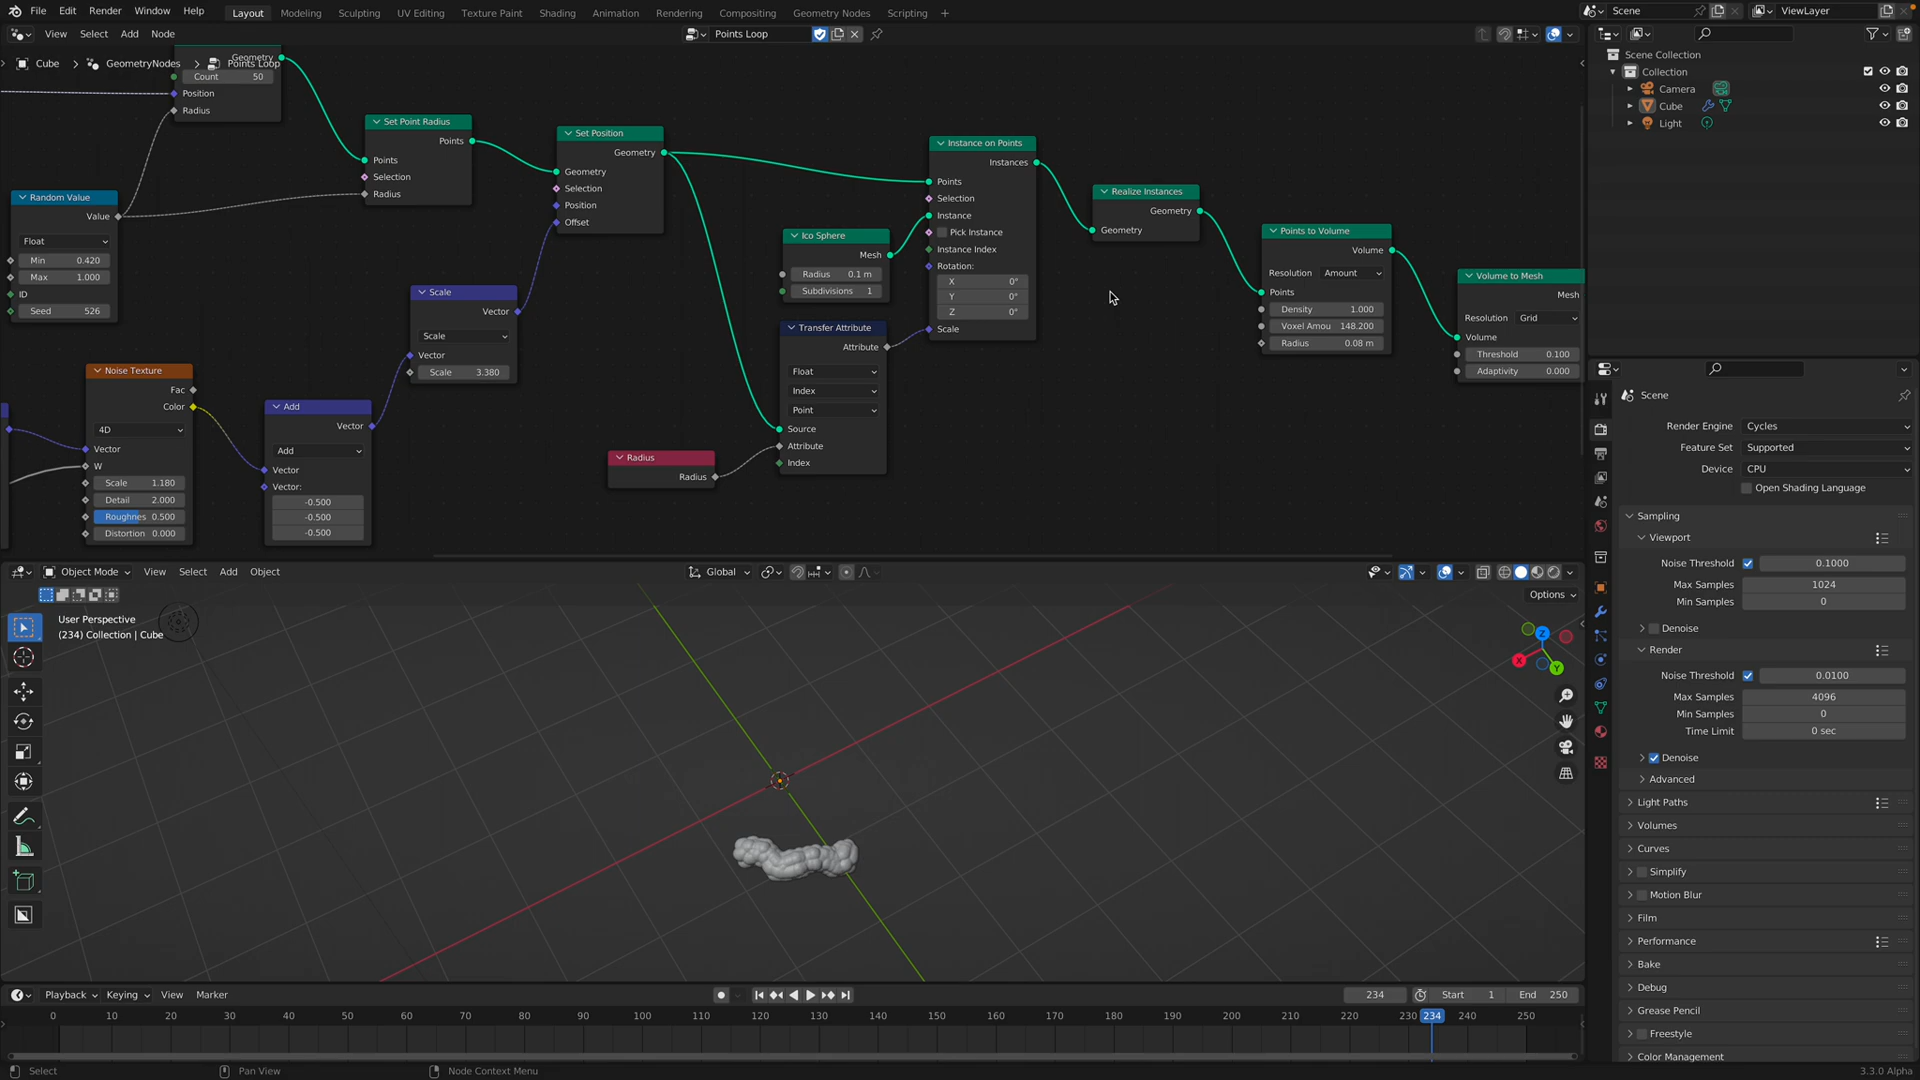 File Edit Render Window Help Layout Modeling Sculpting UV Editing Texture Paint Shading Animation Rendering Compositing Geometry Nodes Scripting + Scene ViewLayer
View Select Add Node Points Loop
Cube GeometryNodes Points Loop
Geometry
Count 50
Position
Radius
Random Value
Value
Float
Min 0.420
Max 1.000
ID
Seed 526
Set Point Radius
Points
Points
Selection
Radius
Set Position
Geometry
Geometry
Selection
Position
Offset
Scale
Vector
Scale
Vector
Scale 3.380
Noise Texture
Fac
Color
4D
Vector
W
Scale 1.180
Detail 2.000
Roughnes 0.500
Distortion 0.000
Add
Vector
Add
Vector
Vector:
-0.500
-0.500
-0.500
Ico Sphere
Mesh
Radius 0.1 m
Subdivisions 1
Transfer Attribute
Attribute
Float
Index
Point
Source
Attribute
Index
Radius
Radius
Instance on Points
Instances
Points
Selection
Instance
Pick Instance
Instance Index
Rotation:
X 0°
Y 0°
Z 0°
Scale
Realize Instances
Geometry
Geometry
Points to Volume
Volume
Resolution Amount
Points
Density 1.000
Voxel Amou 148.200
Radius 0.08 m
Volume to Mesh
Mesh
Resolution Grid
Volume
Threshold 0.100
Adaptivity 0.000
Scene Collection
Collection
Camera
Cube
Light
Scene
Render Engine Cycles
Feature Set Supported
Device CPU
Open Shading Language
Sampling
Viewport
Noise Threshold 0.1000
Max Samples 1024
Min Samples 0
Denoise
Render
Noise Threshold 0.0100
Max Samples 4096
Min Samples 0
Time Limit 0 sec
Denoise
Advanced
Light Paths
Volumes
Curves
Simplify
Motion Blur
Film
Performance
Bake
Debug
Grease Pencil
Freestyle
Color Management
Object Mode View Select Add Object Global
Options
User Perspective
(234) Collection | Cube
Z
X
Y
Playback Keying View Marker 234 Start 1 End 250
0 10 20 30 40 50 60 70 80 90 100 110 120 130 140 150 160 170 180 190 200 210 220 230 234 240 250
Select Pan View Node Context Menu 3.3.0 Alpha